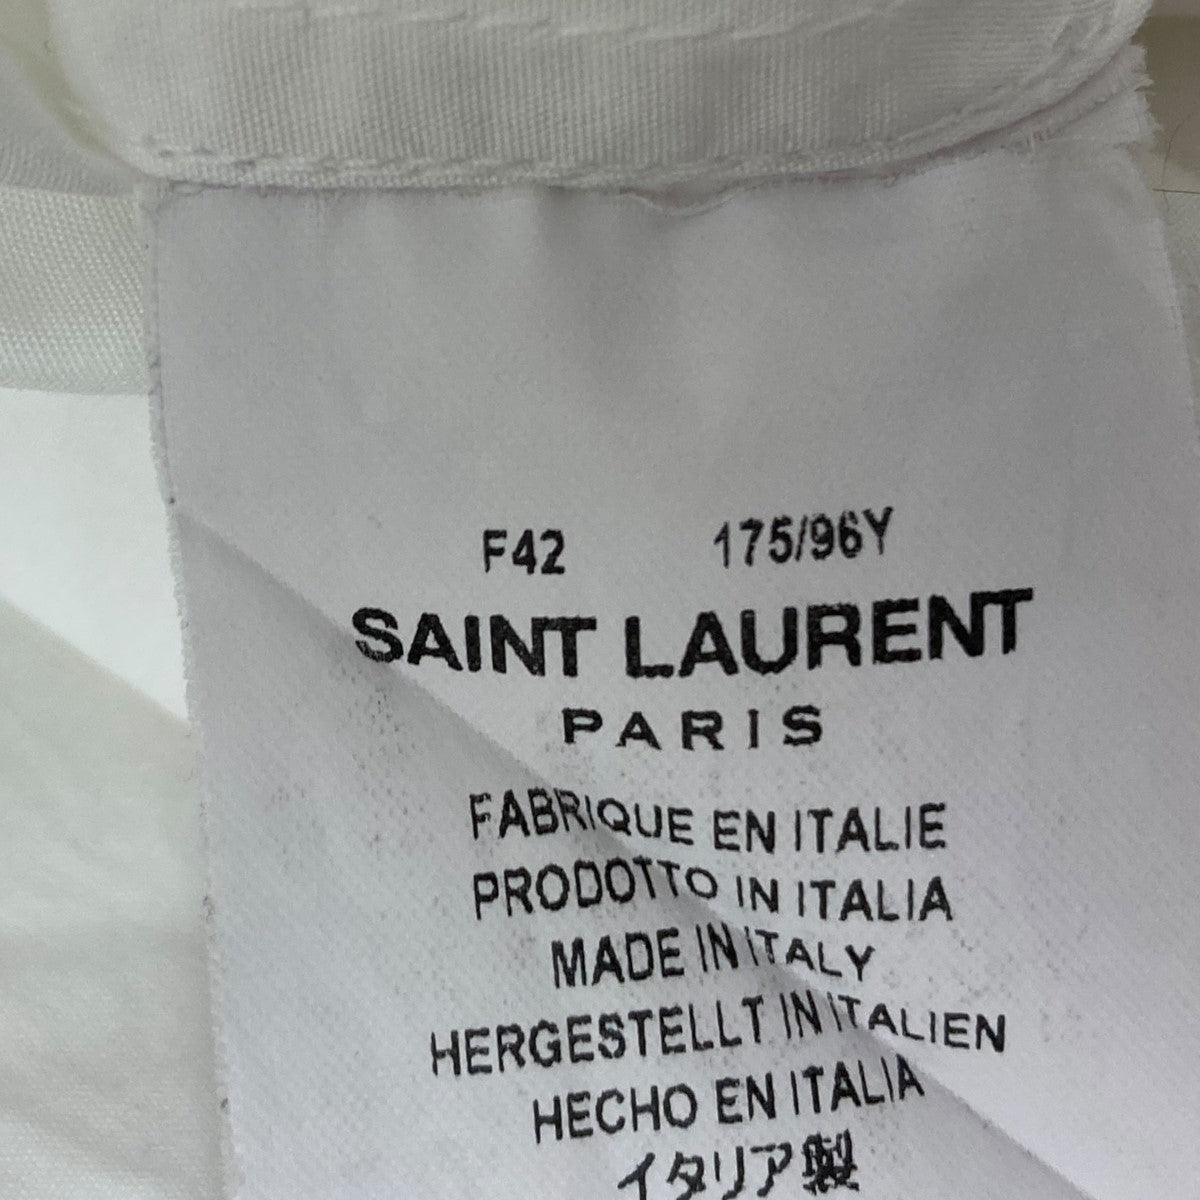 F42 175/96Y
SAINT LAURENT
PARIS
FABRIQUE EN ITALIE
PRODOTTO IN ITALIA
MADE IN ITALY
HERGESTELLT IN ITALIEN
HECHO EN ITALIA
イタリア製